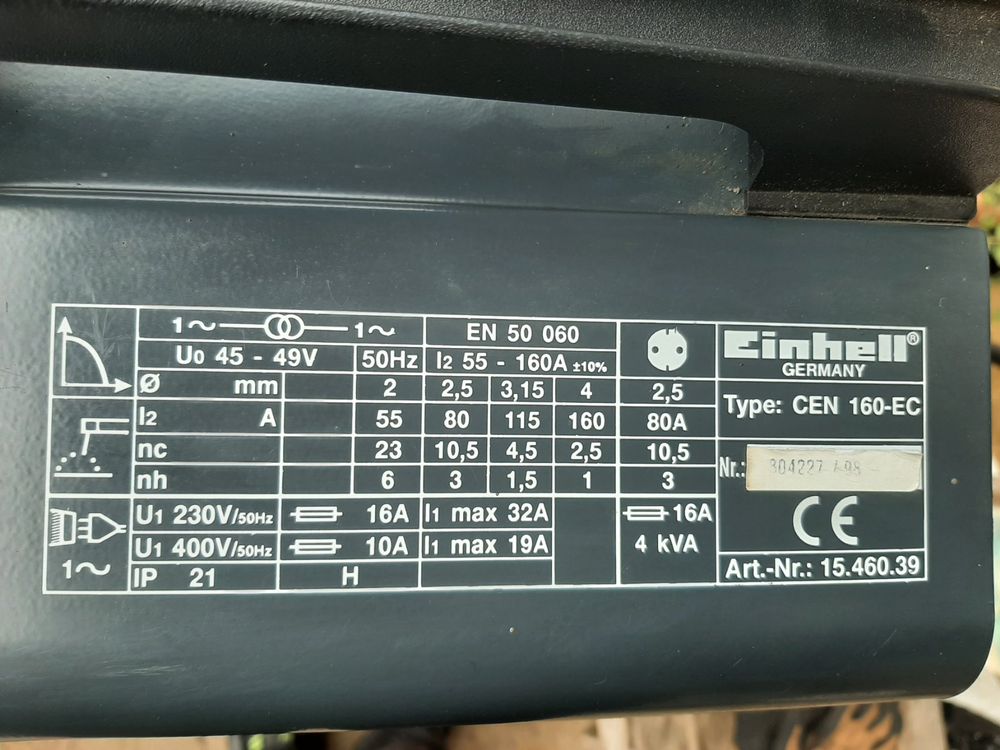 1~ 1~ EN 50 060
U0 45 - 49V 50Hz I2 55 - 160A ±10%
Ø mm 2 2,5 3,15 4 2,5
I2 A 55 80 115 160 80A
nc 23 10,5 4,5 2,5 10,5
nh 6 3 1,5 1 3
U1 230V/50Hz 16A I1 max 32A 16A
U1 400V/50Hz 10A I1 max 19A 4 kVA
1~ IP 21 H
Einhell®
GERMANY
Type: CEN 160-EC
Nr.: 304227
CE
Art.-Nr.: 15.460.39